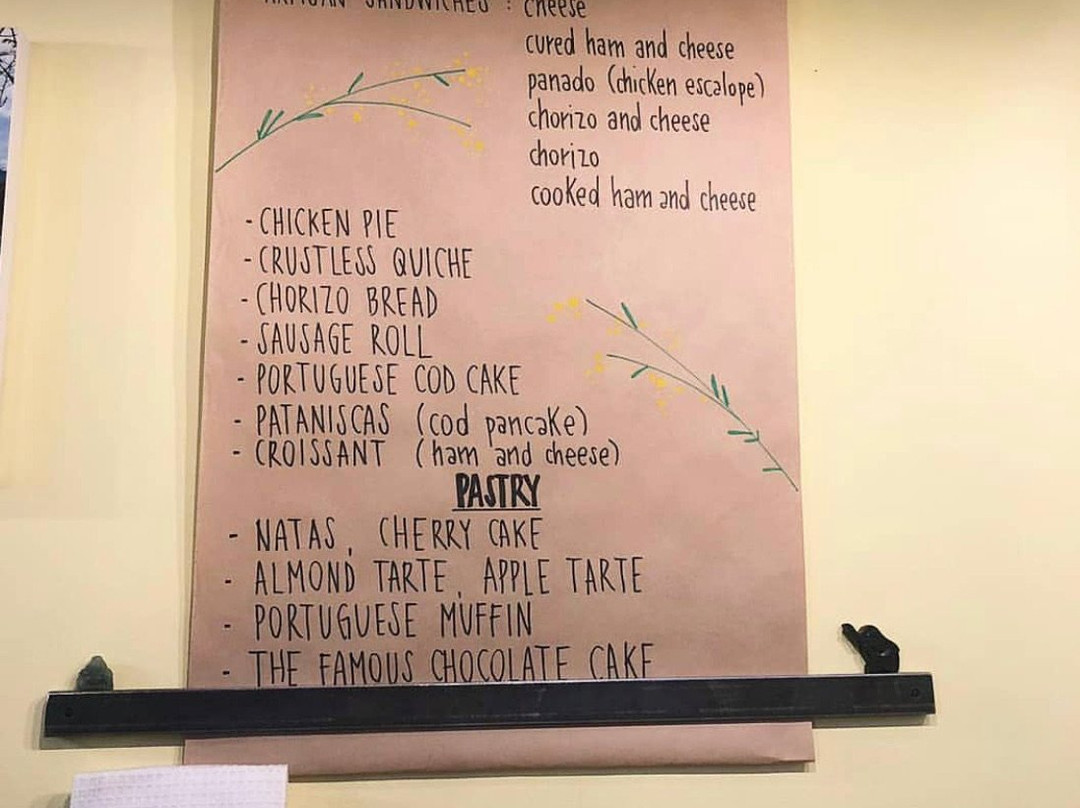 ARTISAN SANDWICHES : cheese
cured ham and cheese
panado (chicken escalope)
chorizo and cheese
chorizo
cooked ham and cheese
- CHICKEN PIE
- CRUSTLESS QUICHE
- CHORIZO BREAD
- SAUSAGE ROLL
- PORTUGUESE COD CAKE
- PATANISCAS (cod pancake)
- CROISSANT (ham and cheese)
PASTRY
- NATAS, CHERRY CAKE
- ALMOND TARTE, APPLE TARTE
- PORTUGUESE MUFFIN
- THE FAMOUS CHOCOLATE CAKE